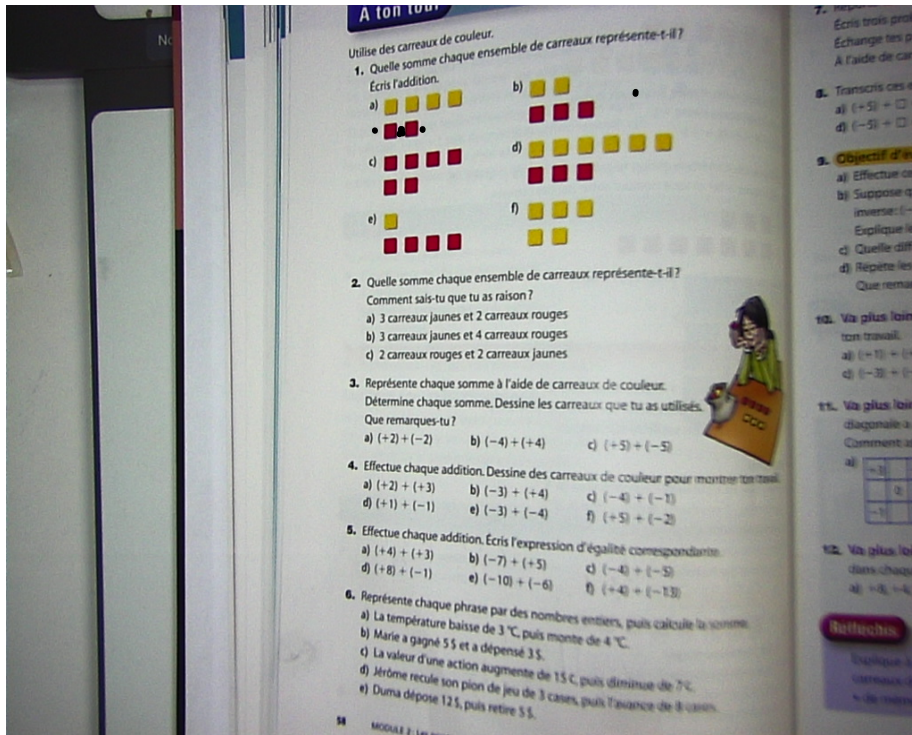 À ton tour
Utilise des carreaux de couleur.
1. Quelle somme chaque ensemble de carreaux représente-t-il?
Écris l'addition.
a)
b)
c)
d)
e)
f)
2. Quelle somme chaque ensemble de carreaux représente-t-il?
Comment sais-tu que tu as raison?
a) 3 carreaux jaunes et 2 carreaux rouges
b) 3 carreaux jaunes et 4 carreaux rouges
c) 2 carreaux rouges et 2 carreaux jaunes
3. Représente chaque somme à l'aide de carreaux de couleur.
Détermine chaque somme. Dessine les carreaux que tu as utilisés.
Que remarques-tu?
a) (+2) + (−2) b) (−4) + (+4) c) (+5) + (−5)
4. Effectue chaque addition. Dessine des carreaux de couleur pour montrer ton travail.
a) (+2) + (+3) b) (−3) + (+4) c) (−4) + (−1)
d) (+1) + (−1) e) (−3) + (−4) f) (+5) + (−2)
5. Effectue chaque addition. Écris l'expression d'égalité correspondante.
a) (+4) + (+3) b) (−7) + (+5) c) (−4) + (−5)
d) (+8) + (−1) e) (−10) + (−6) f) (+4) + (−13)
6. Représente chaque phrase par des nombres entiers, puis calcule la somme.
a) La température baisse de 3 °C, puis monte de 4 °C.
b) Marie a gagné 5 $ et a dépensé 3 $.
c) La valeur d'une action augmente de 15 ¢, puis diminue de 7 ¢.
d) Jérôme recule son pion de jeu de 3 cases, puis l'avance de 8 cases.
e) Duma dépose 12 $, puis retire 5 $.
58 MODULE 2:
7.
Écris trois
Échange tes
À l'aide de
8. Transcris ces
a) (+5) + □
d) (−5) + □
9. Objectif
a) Effectue
b) Suppose
inverse:
Explique
c) Quelle
d) Répète les
Que
10. Va plus loin
ton travail.
11. Va plus loin
diagonale
Comment
a)
12. Va plus
dans
a)
Réfléchis
Explique
carreaux